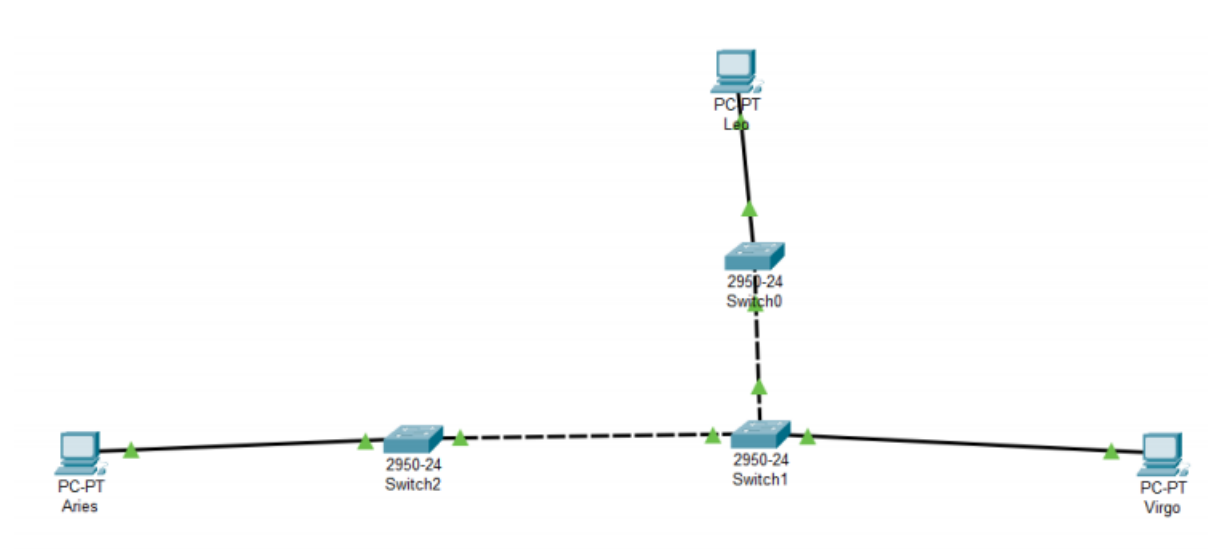 PC-PT
Leo
2950-24
Switch0
2950-24
Switch2
2950-24
Switch1
PC-PT
Aries
PC-PT
Virgo